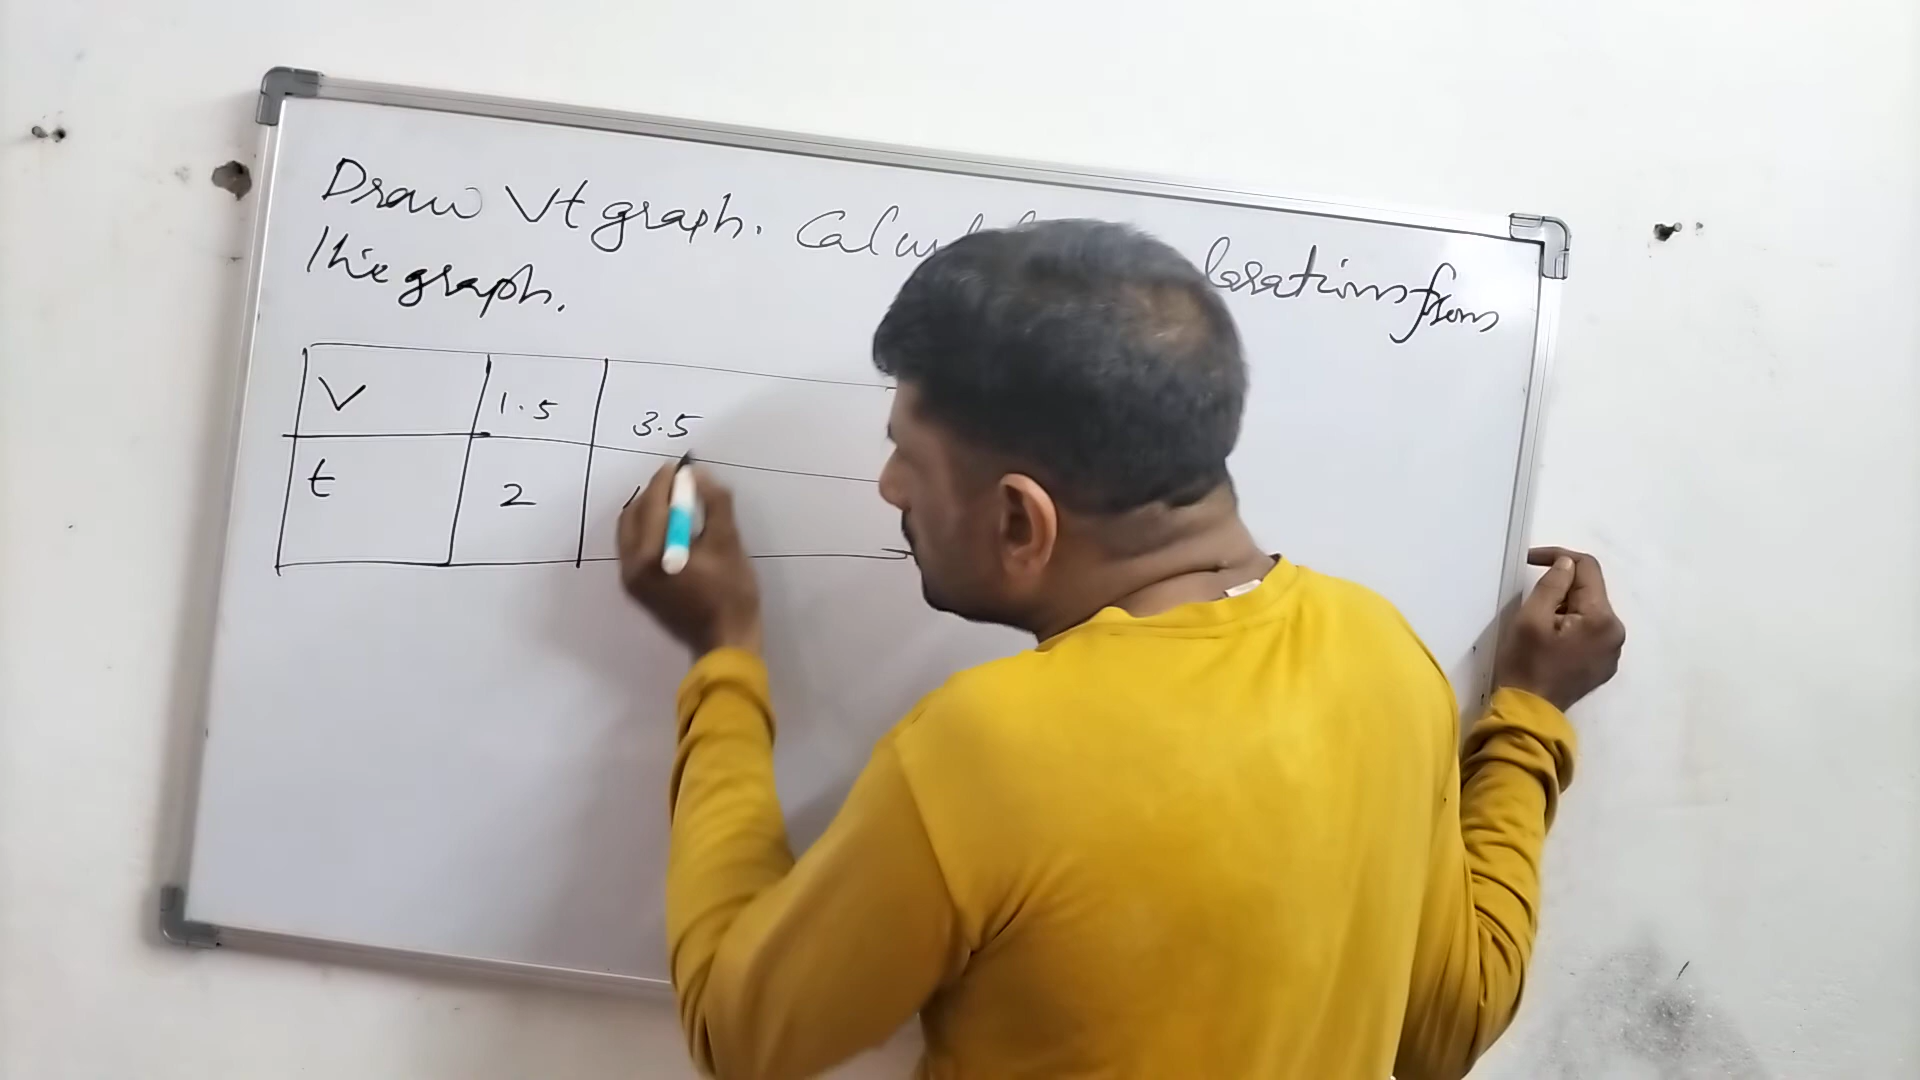 Draw Vt graph. Calcul leration from
the graph.
V 1.5 3.5
t 2